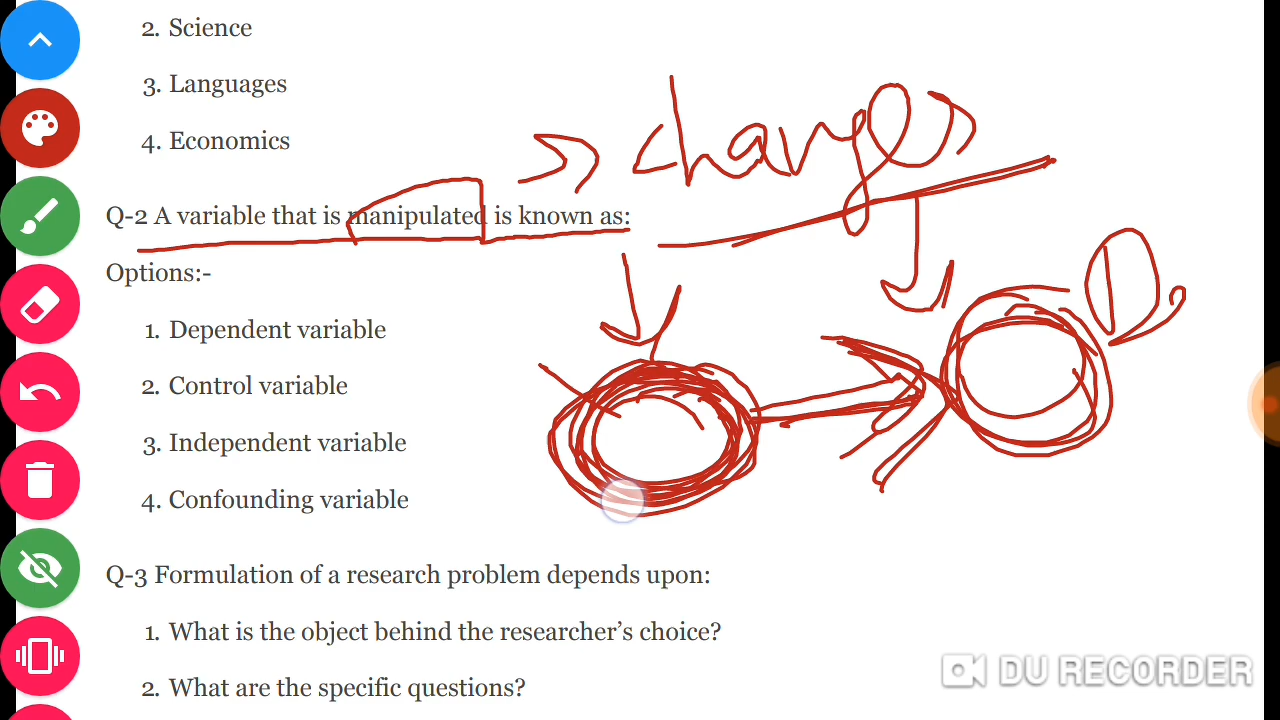 2. Science
3. Languages
4. Economics
change
Q-2 A variable that is manipulated is known as:
Options:-
1. Dependent variable
2. Control variable
3. Independent variable
4. Confounding variable
Q-3 Formulation of a research problem depends upon:
1. What is the object behind the researcher’s choice?
2. What are the specific questions?
DU RECORDER